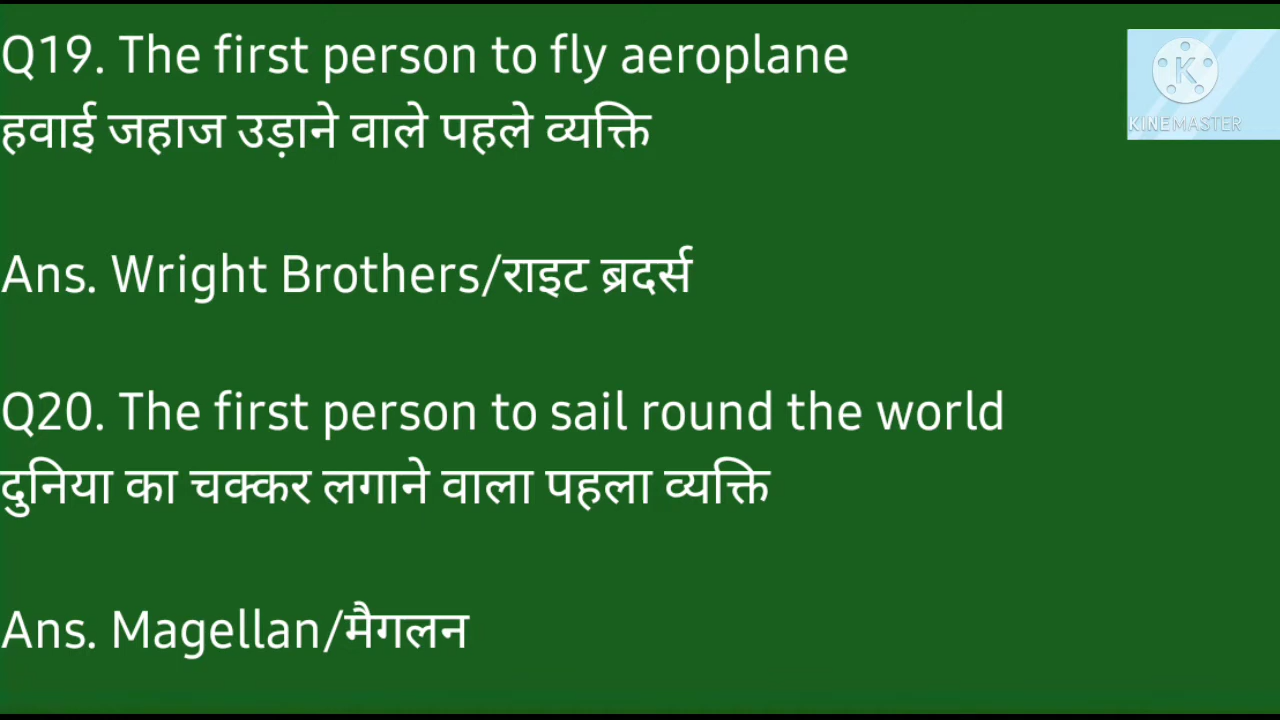 Q19. The first person to fly aeroplane
हवाई जहाज उड़ाने वाले पहले व्यक्ति
Ans. Wright Brothers/राइट ब्रदर्स
Q20. The first person to sail round the world
दुनिया का चक्कर लगाने वाला पहला व्यक्ति
Ans. Magellan/मैगलन
K
KINEMASTER